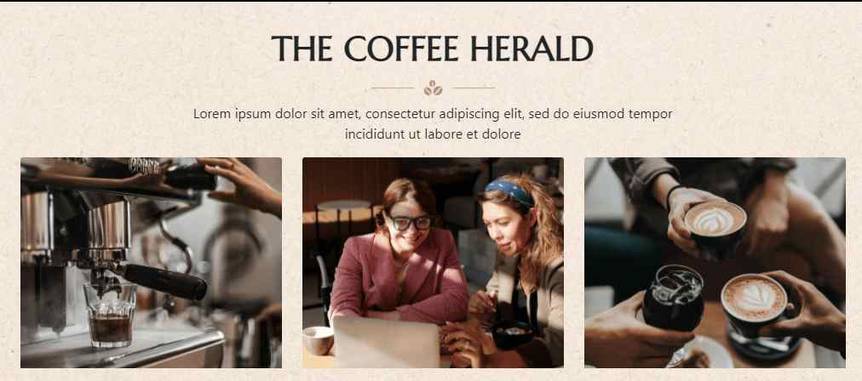 THE COFFEE HERALD
Lorem ipsum dolor sit amet, consectetur adipiscing elit, sed do eiusmod tempor
incididunt ut labore et dolore